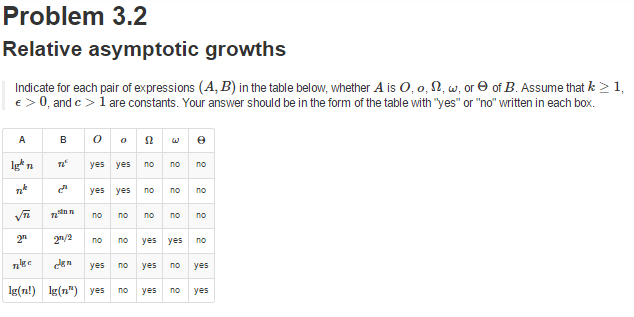 Problem 3.2
Relative asymptotic growths
Indicate for each pair of expressions (A, B) in the table below, whether A is O, o, Ω, ω, or Θ of B. Assume that k ≥ 1,
ϵ > 0, and c > 1 are constants. Your answer should be in the form of the table with "yes" or "no" written in each box.
A B O o Ω ω Θ
lg^k n n^ϵ yes yes no no no
n^k c^n yes yes no no no
√n n^{sin n} no no no no no
2^n 2^{n/2} no no yes yes no
n^{lg c} c^{lg n} yes no yes no yes
lg(n!) lg(n^n) yes no yes no yes